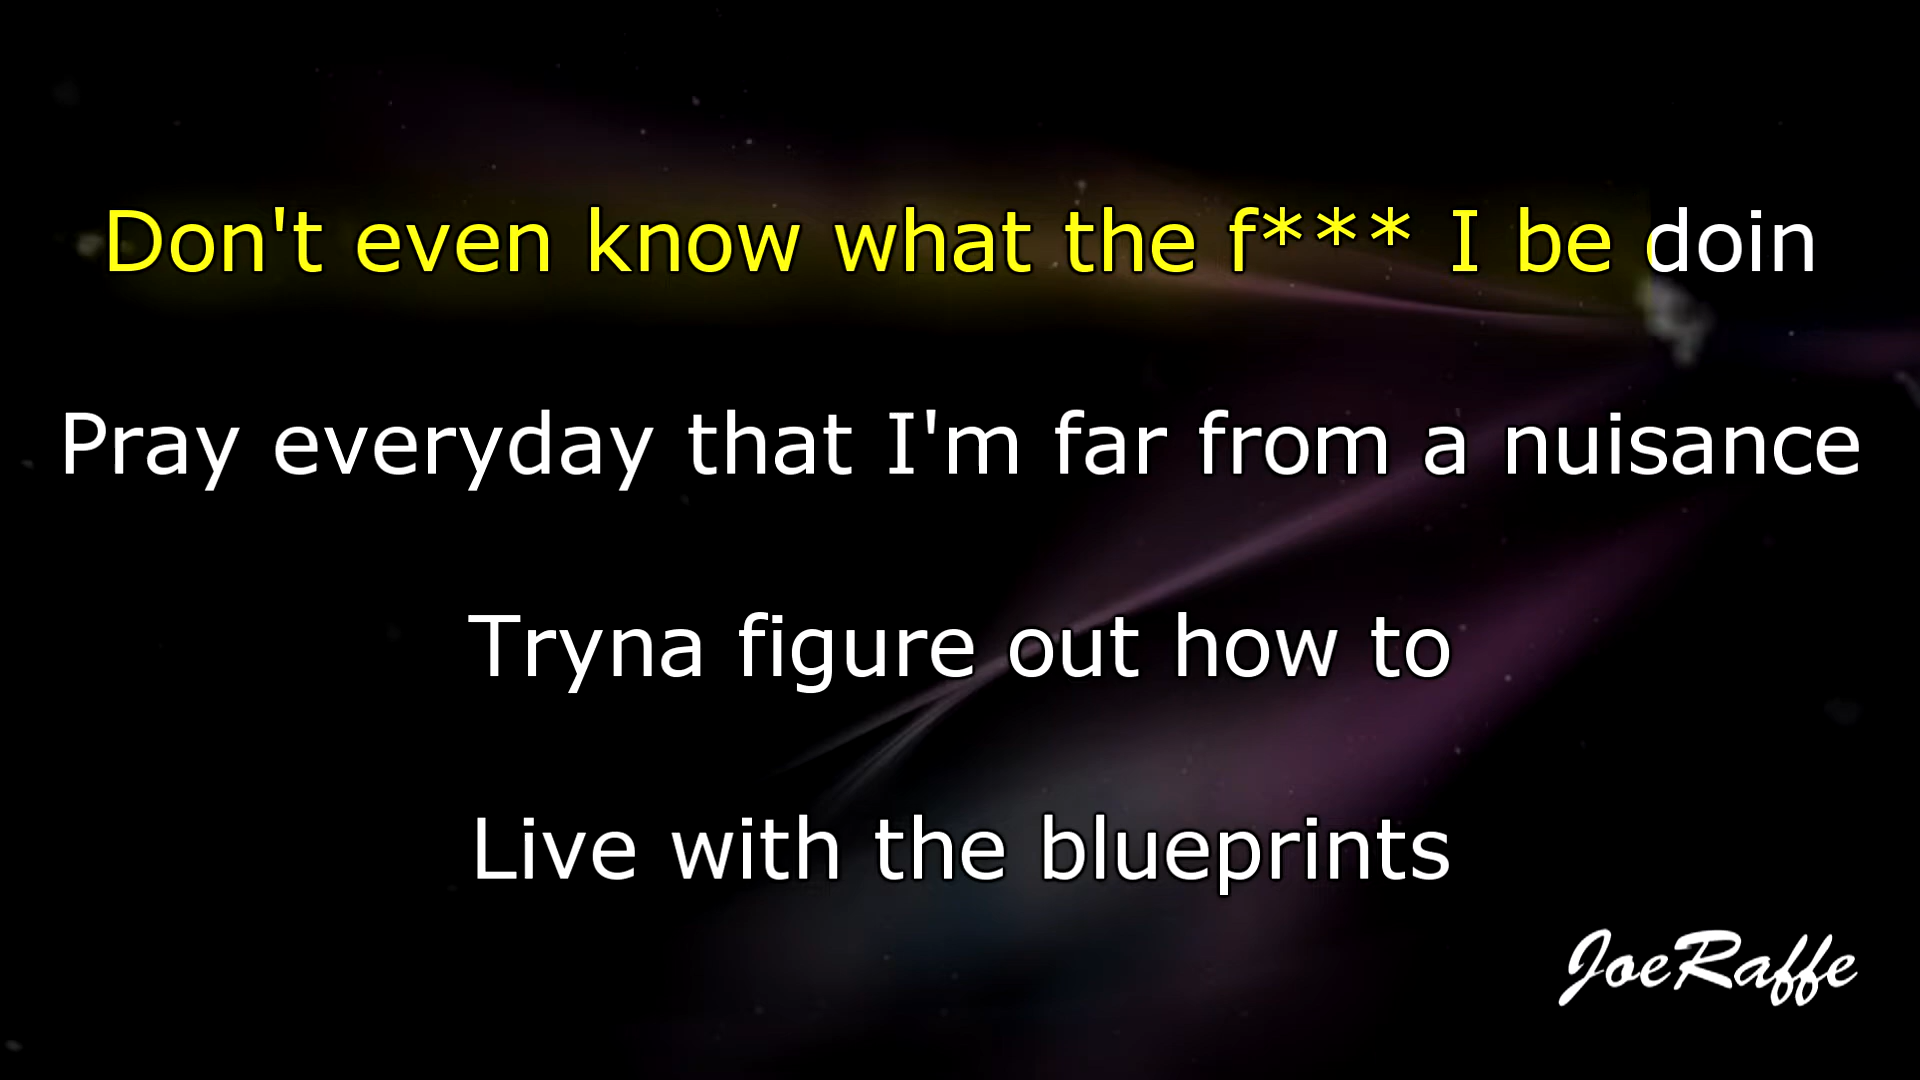 Don't even know what the f*** I be doin
Pray everyday that I'm far from a nuisance
Tryna figure out how to
Live with the blueprints
JoeRaffe